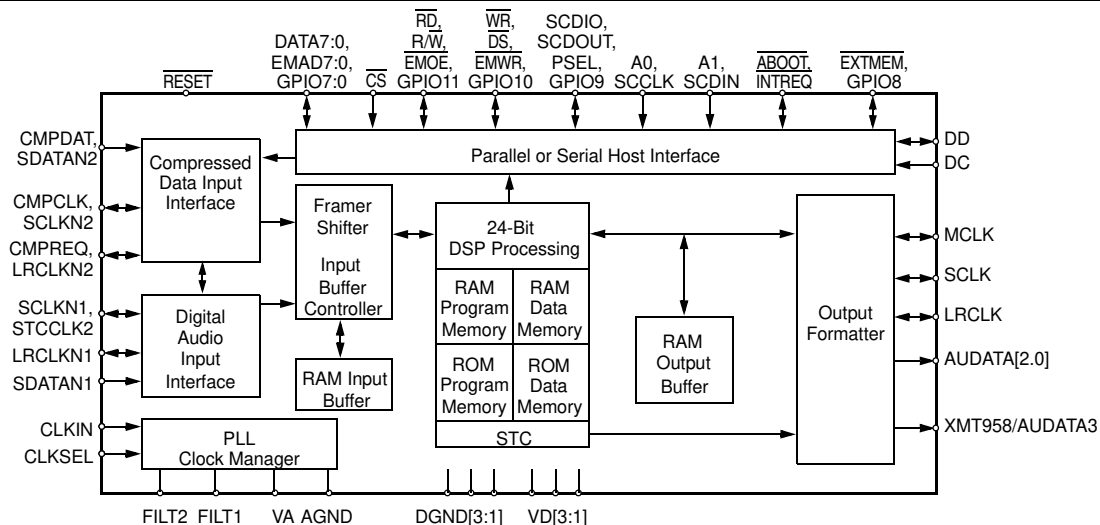 RD,
R/W,
EMOE,
GPIO11
WR,
DS,
EMWR,
GPIO10
SCDIO,
SCDOUT,
PSEL,
GPIO9
DATA7:0,
EMAD7:0,
GPIO7:0
RESET
CS
A0,
SCCLK
A1,
SCDIN
ABOOT,
INTREQ
EXTMEM,
GPIO8
CMPDAT,
SDATAN2
CMPCLK,
SCLKN2
CMPREQ,
LRCLKN2
SCLKN1,
STCCLK2
LRCLKN1
SDATAN1
CLKIN
CLKSEL
Compressed
Data Input
Interface
Digital
Audio
Input
Interface
PLL
Clock Manager
Framer
Shifter
Input
Buffer
Controller
RAM Input
Buffer
Parallel or Serial Host Interface
24-Bit
DSP Processing
RAM
Program
Memory
RAM
Data
Memory
ROM
Program
Memory
ROM
Data
Memory
STC
RAM
Output
Buffer
Output
Formatter
DD
DC
MCLK
SCLK
LRCLK
AUDATA[2.0]
XMT958/AUDATA3
FILT2
FILT1
VA
AGND
DGND[3:1]
VD[3:1]